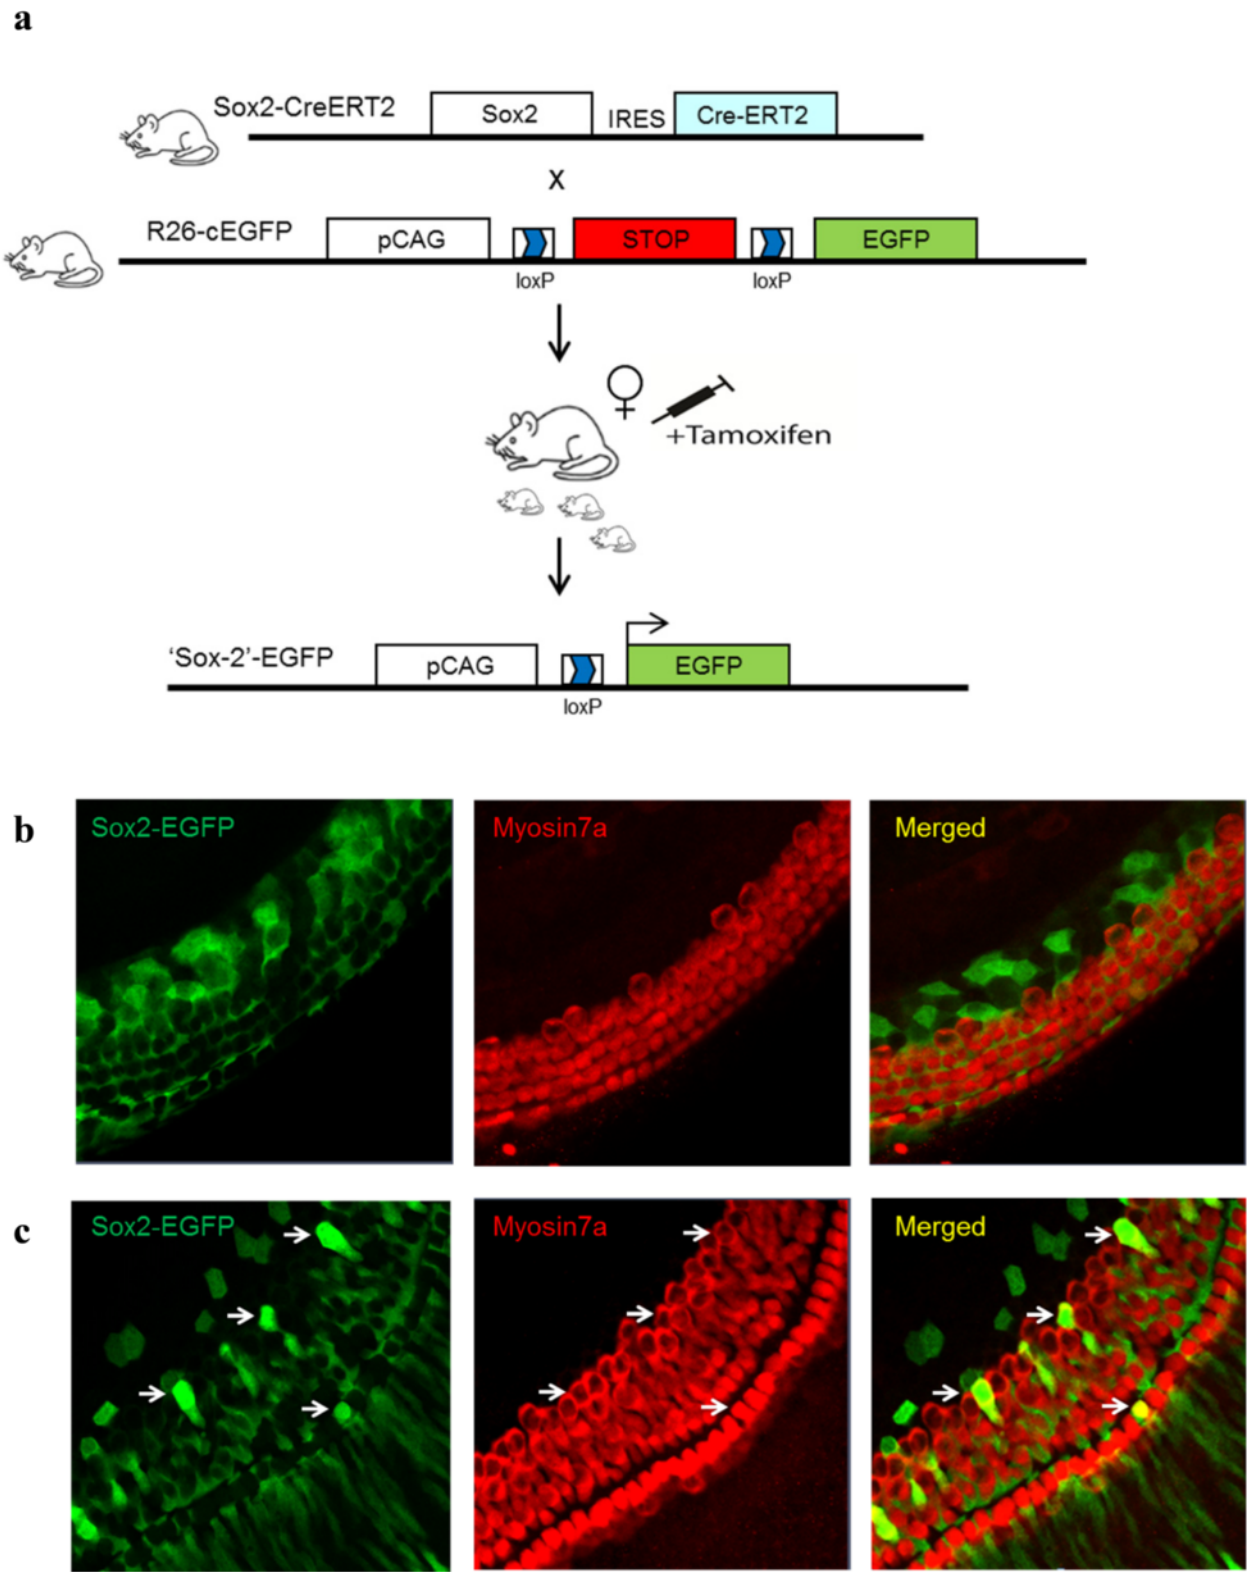 a
Sox2-CreERT2 Sox2 IRES Cre-ERT2
X
R26-cEGFP pCAG STOP EGFP
loxP loxP
+Tamoxifen
‘Sox-2’-EGFP pCAG EGFP
loxP
b Sox2-EGFP Myosin7a Merged
c Sox2-EGFP Myosin7a Merged